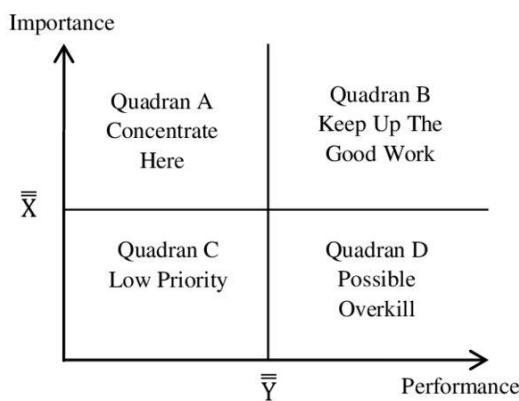 Importance
Quadran A
Concentrate
Here
Quadran B
Keep Up The
Good Work
X̿
Quadran C
Low Priority
Quadran D
Possible
Overkill
Y̿
Performance